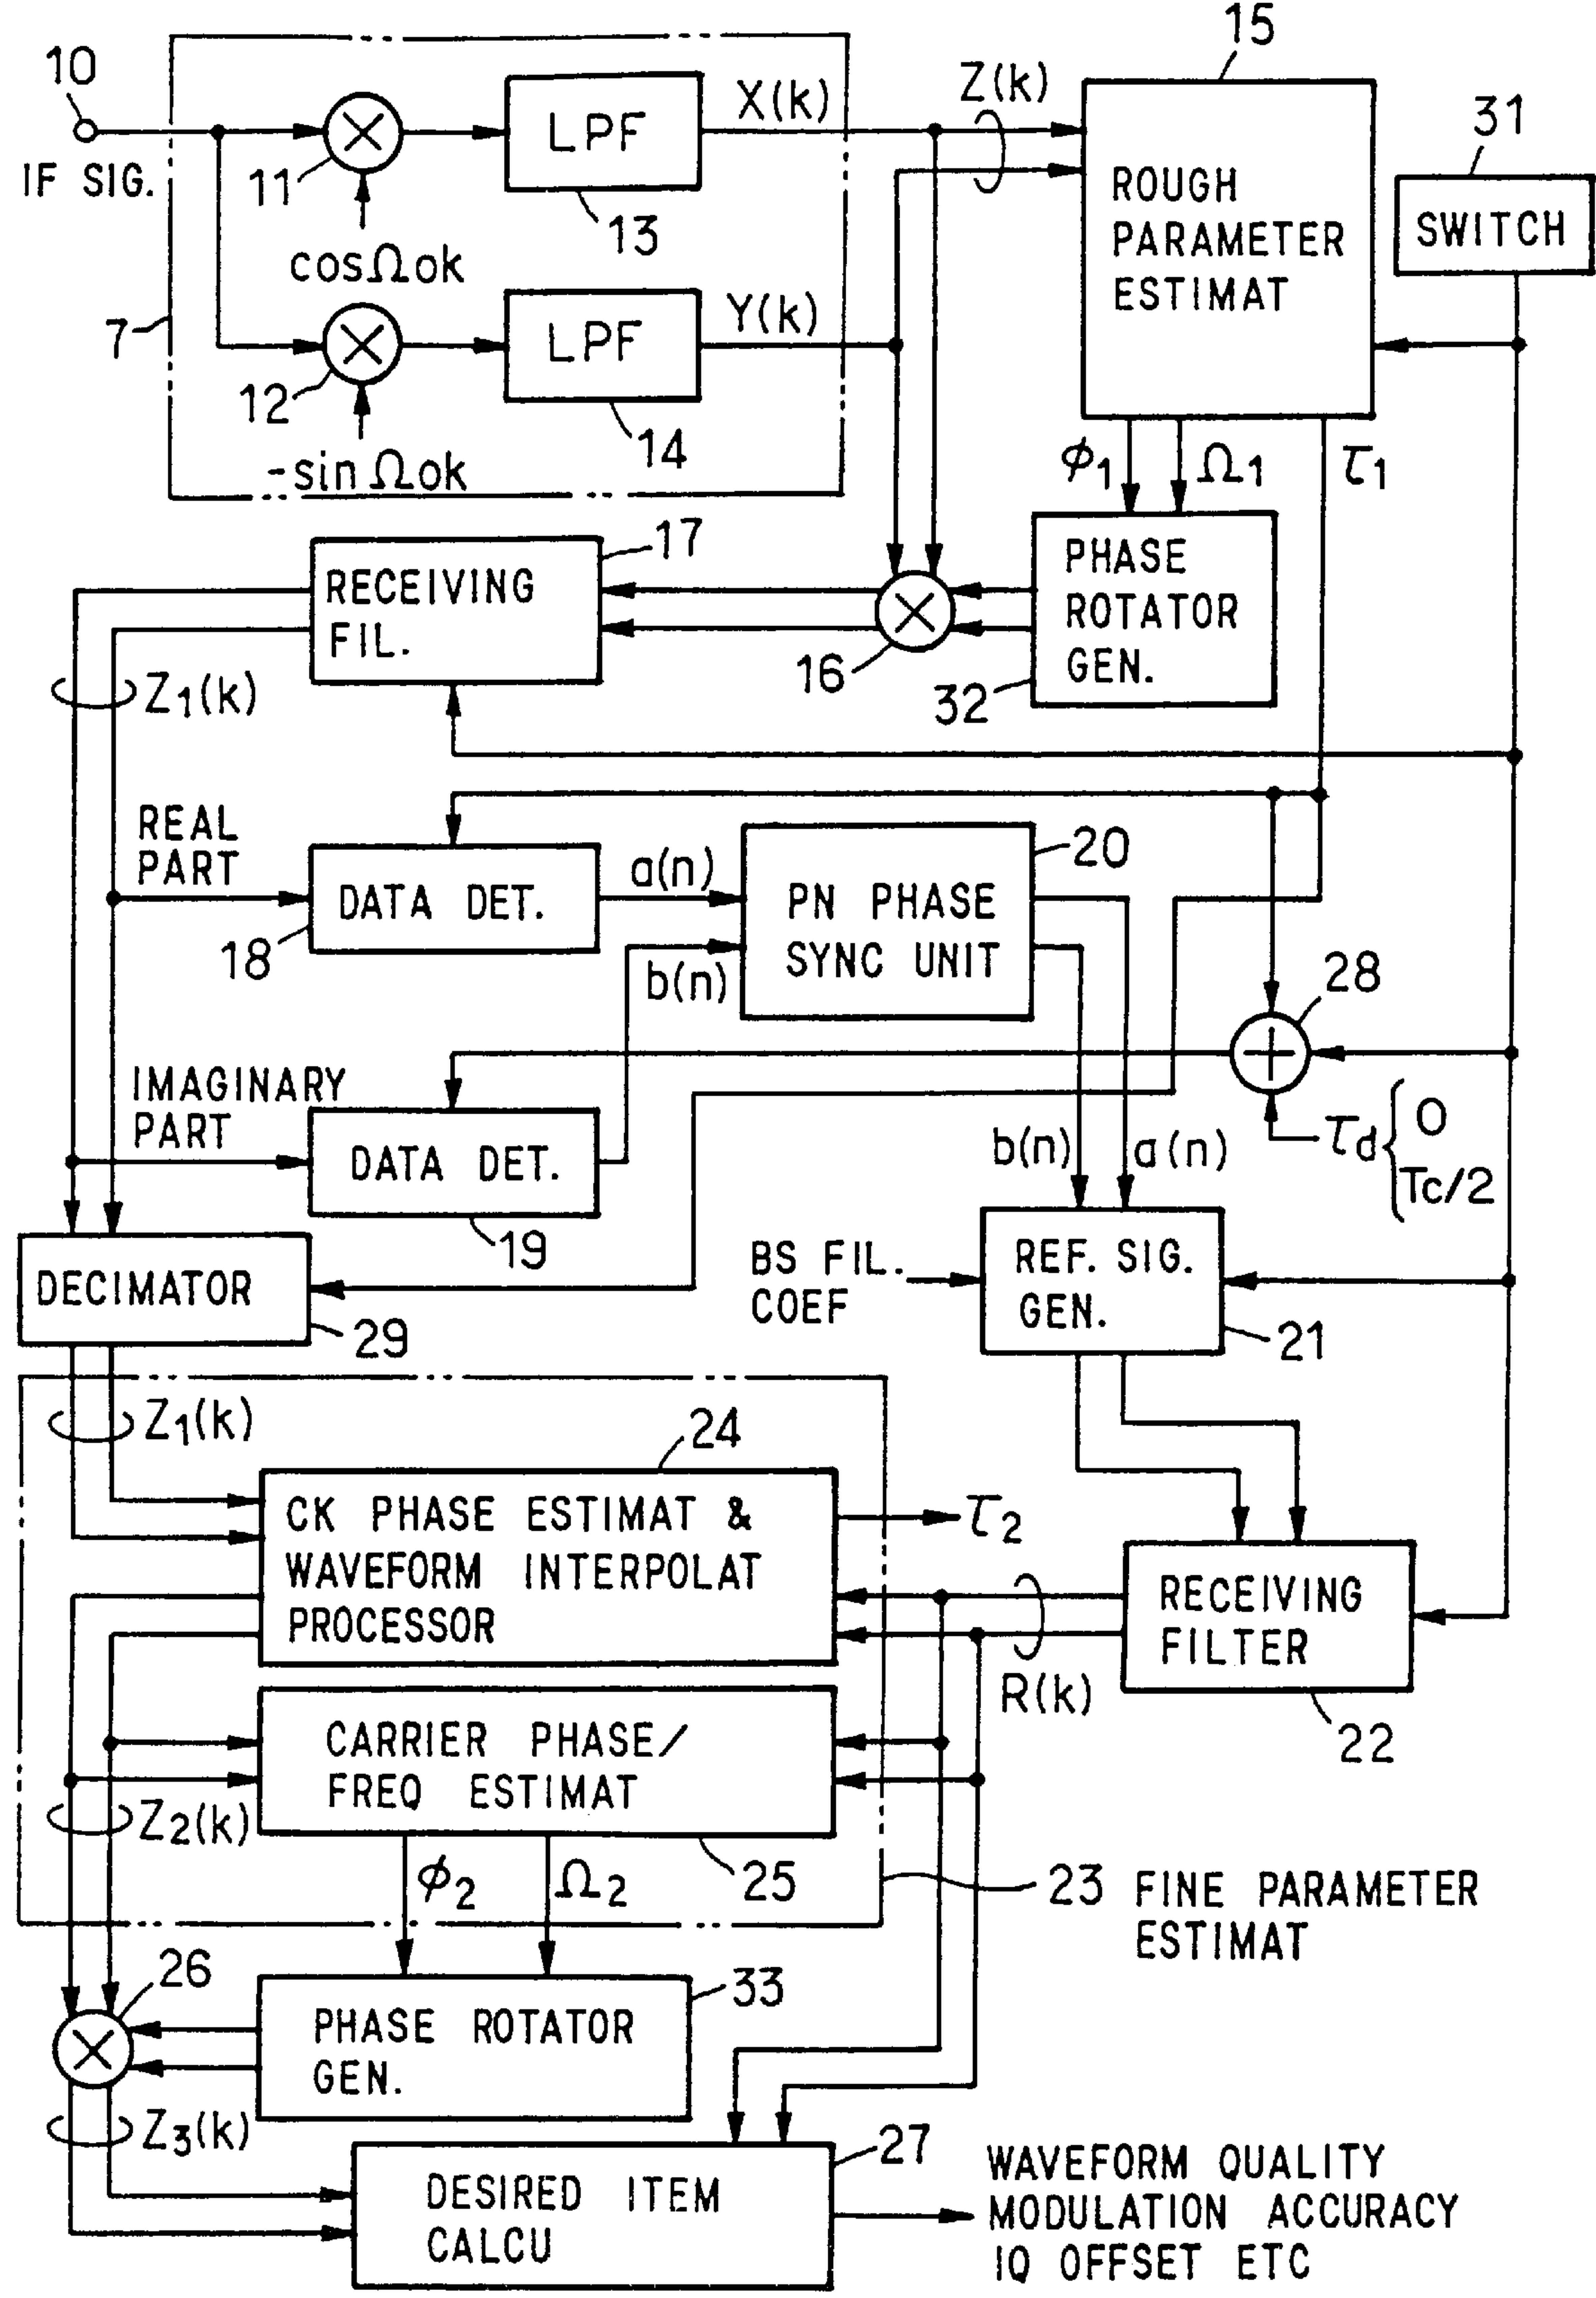 15
10
IF SIG.
11
LPF
13
X(k)
Z(k)
ROUGH
PARAMETER
ESTIMAT
31
SWITCH
cosΩok
7
12
LPF
14
Y(k)
-sinΩok
ϕ1
Ω1
τ1
17
RECEIVING
FIL.
16
PHASE
ROTATOR
GEN.
32
Z1(k)
REAL
PART
DATA DET.
18
a(n)
PN PHASE
SYNC UNIT
20
b(n)
28
IMAGINARY
PART
DATA DET.
19
b(n)
a(n)
τd { 0
Tc/2
DECIMATOR
29
BS FIL.
COEF
REF. SIG.
GEN.
21
Z1(k)
24
CK PHASE ESTIMAT &
WAVEFORM INTERPOLAT
PROCESSOR
τ2
R(k)
RECEIVING
FILTER
22
CARRIER PHASE/
FREQ ESTIMAT
25
Z2(k)
ϕ2
Ω2
23 FINE PARAMETER
ESTIMAT
26
PHASE ROTATOR
GEN.
33
Z3(k)
DESIRED ITEM
CALCU
27
WAVEFORM QUALITY
MODULATION ACCURACY
IQ OFFSET ETC